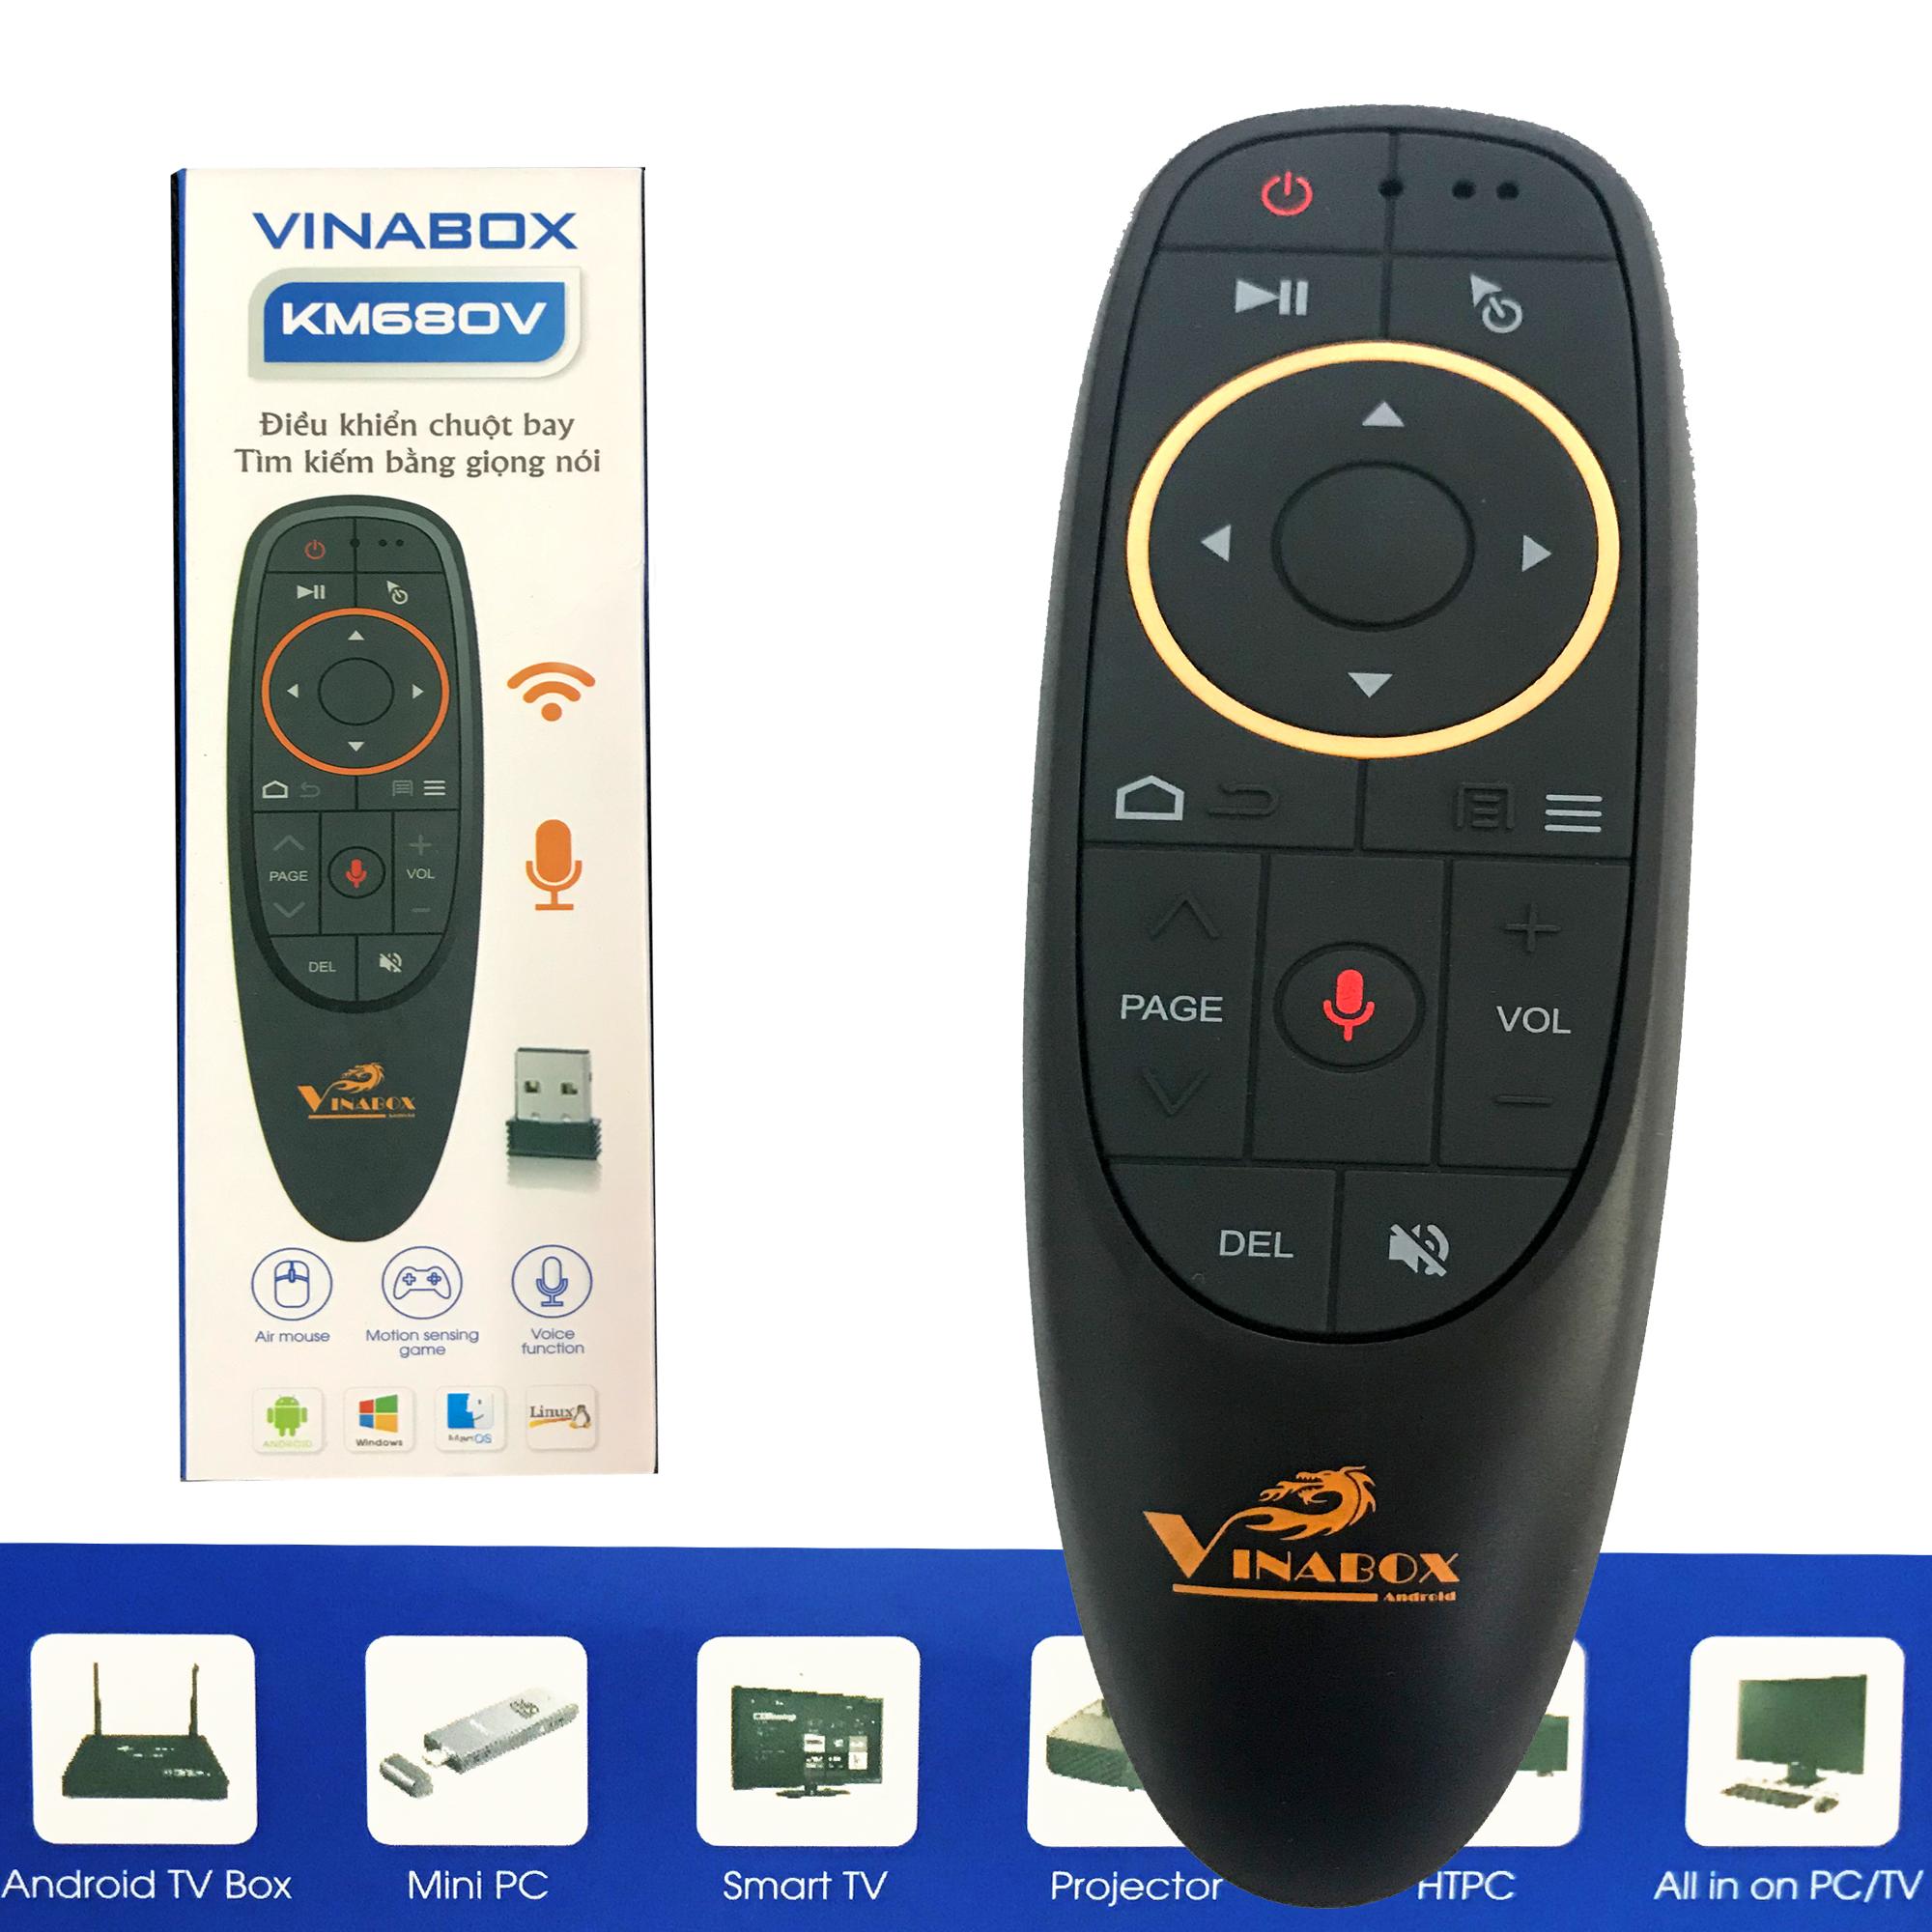 VINABOX
KM680V
Điều khiển chuột bay
Tìm kiếm bằng giọng nói
PAGE
VOL
DEL
VINABOX
Air mouse
Motion sensing
game
Voice
function
ANDROID
Windows
MacOS
Linux
PAGE
VOL
DEL
VINABOX
Android
Android TV Box
Mini PC
Smart TV
Projector
HTPC
All in on PC/TV